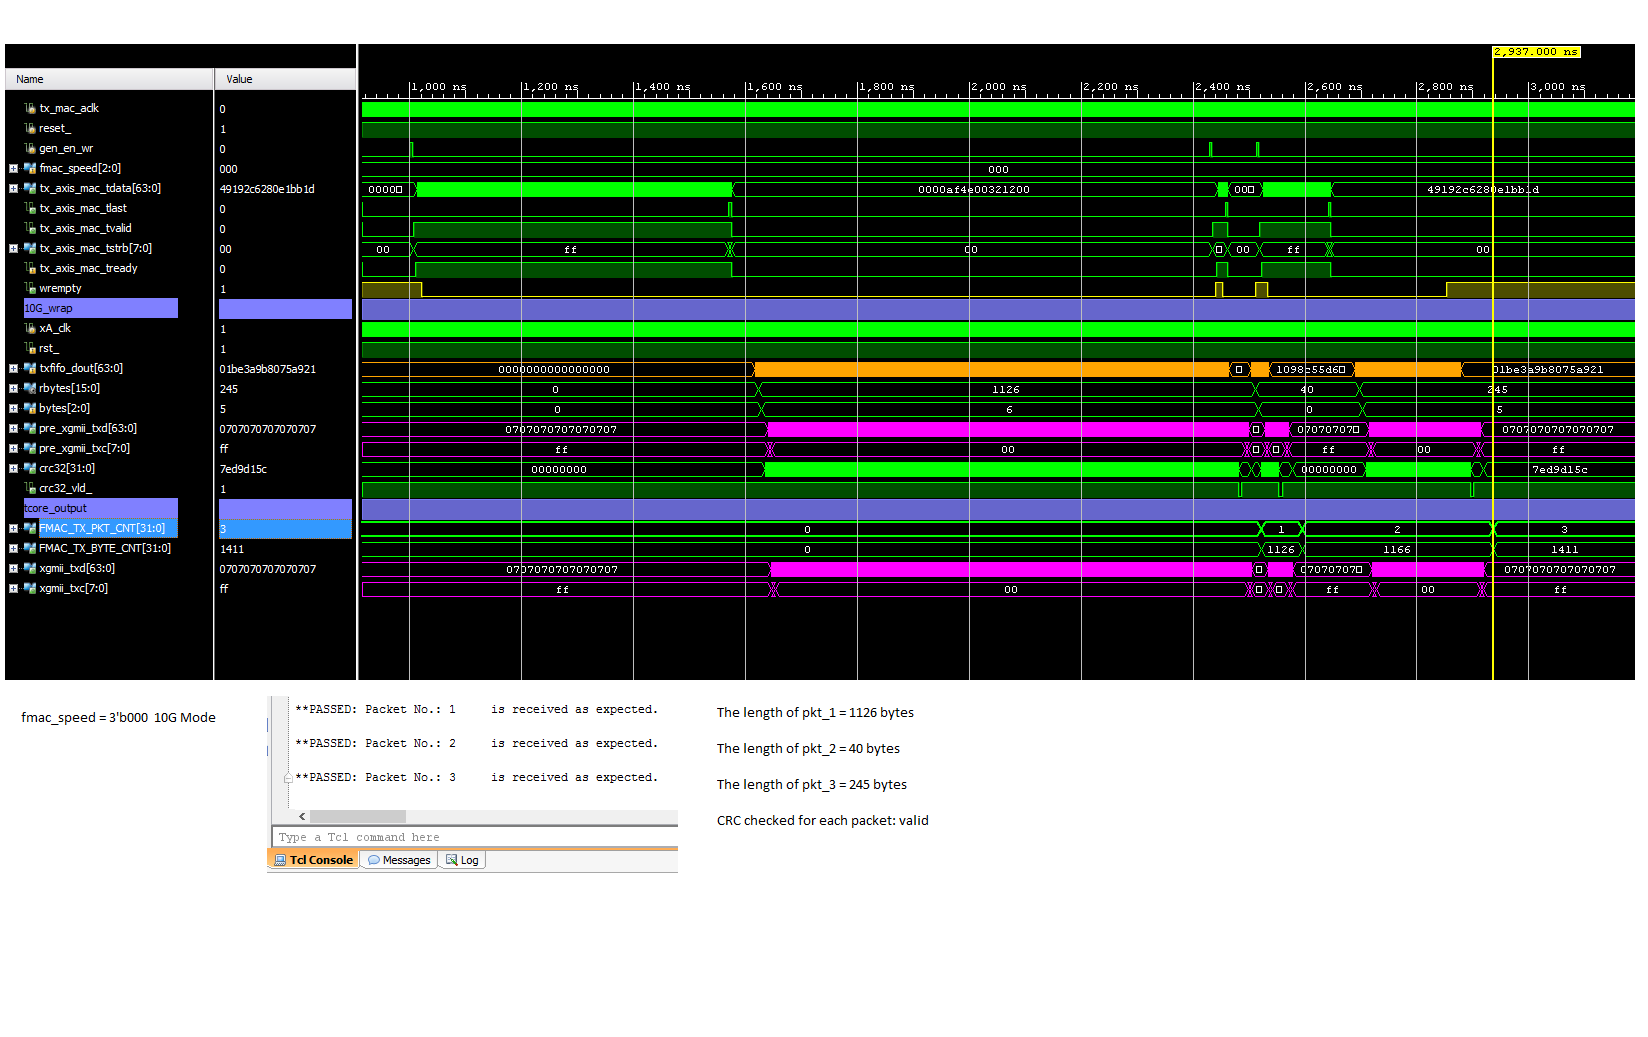 2,937.000 ns
Name Value
1,000 ns 1,200 ns 1,400 ns 1,600 ns 1,800 ns 2,000 ns 2,200 ns 2,400 ns 2,600 ns 2,800 ns 3,000 ns
tx_mac_aclk 0
reset_ 1
gen_en_wr 0
fmac_speed[2:0] 000 000
tx_axis_mac_tdata[63:0] 49192c6280e1bb1d 0000 0000af4e00321200 00 49192c6280e1bb1d
tx_axis_mac_tlast 0
tx_axis_mac_tvalid 0
tx_axis_mac_tstrb[7:0] 00 00 ff 00 00 ff 00
tx_axis_mac_tready 0
wrempty 1
10G_wrap
xA_clk 1
rst_ 1
txfifo_dout[63:0] 01be3a9b8075a921 0000000000000000 1098c55d6 01be3a9b8075a921
rbytes[15:0] 245 0 1126 40 245
bytes[2:0] 5 0 6 0 5
pre_xgmii_txd[63:0] 0707070707070707 0707070707070707 07070707 0707070707070707
pre_xgmii_txc[7:0] ff ff 00 ff 00 ff
crc32[31:0] 7ed9d15c 00000000 00000000 7ed9d15c
crc32_vld_ 1
tcore_output
FMAC_TX_PKT_CNT[31:0] 3 0 1 2 3
FMAC_TX_BYTE_CNT[31:0] 1411 0 1126 1166 1411
xgmii_txd[63:0] 0707070707070707 0707070707070707 07070707 0707070707070707
xgmii_txc[7:0] ff ff 00 ff 00 ff
fmac_speed = 3'b000 10G Mode
**PASSED: Packet No.: 1 is received as expected.
**PASSED: Packet No.: 2 is received as expected.
**PASSED: Packet No.: 3 is received as expected.
Type a Tcl command here
Tcl Console Messages Log
The length of pkt_1 = 1126 bytes
The length of pkt_2 = 40 bytes
The length of pkt_3 = 245 bytes
CRC checked for each packet: valid